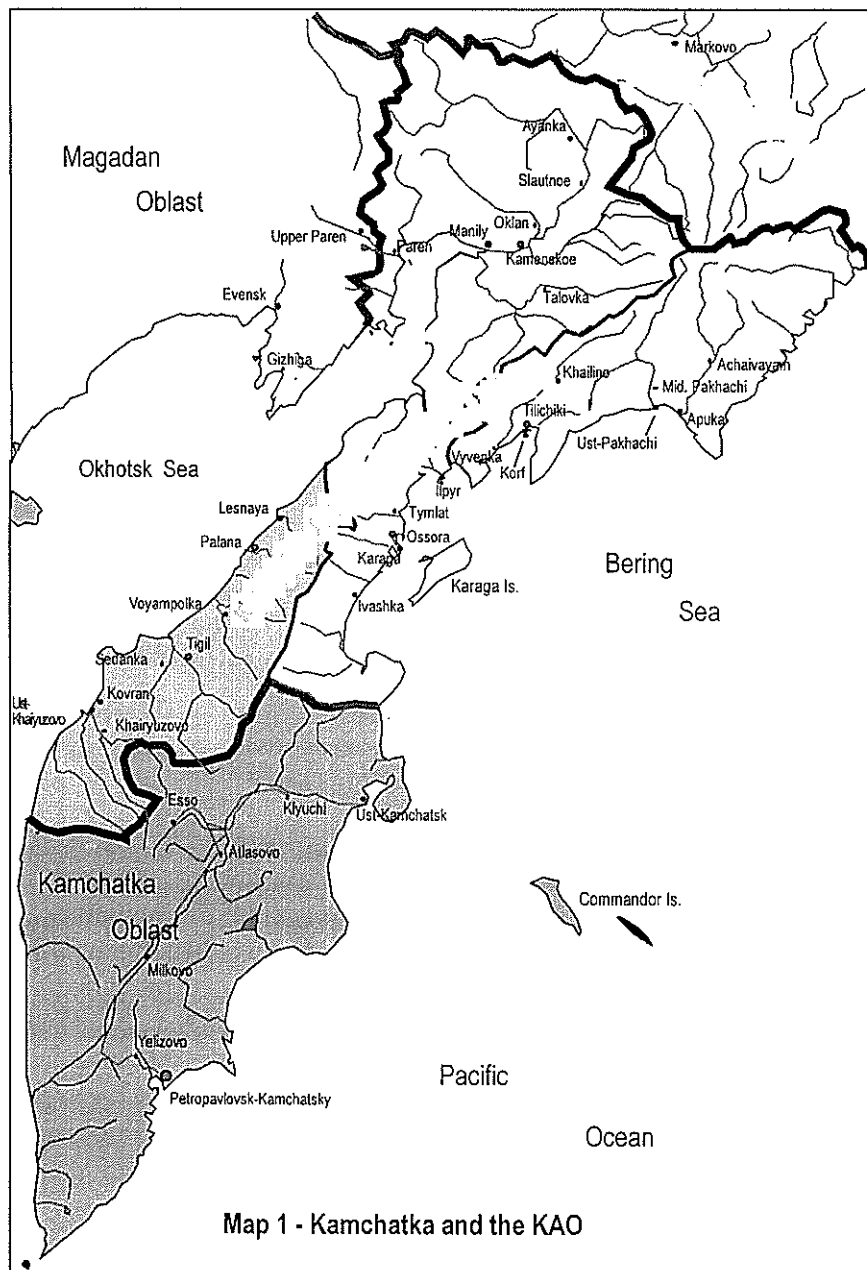 Markovo
Ayanka
Magadan
Oblast
Slautnoe
Oklan
Upper Paren
Manily
Paren
Kamenskoe
Evensk
Talovka
Gizhiga
Achaivayam
Khailino
Mid. Pakhachi
Tilichiki
Apuka
Ust-Pakhachi
Vyvenka
Korf
Okhotsk Sea
Ilpyr
Lesnaya
Tymlat
Palana
Ossora
Karaga
Bering
Karaga Is.
Voyampolka
Ivashka
Sea
Tigil
Sedanka
Kovran
Ust-
Khaiyuzovo
Khairyuzovo
Esso
Klyuchi
Ust-Kamchatsk
Atlasovo
Kamchatka
Commandor Is.
Oblast
Milkovo
Yelizovo
Pacific
Petropavlovsk-Kamchatsky
Ocean
Map 1 - Kamchatka and the KAO